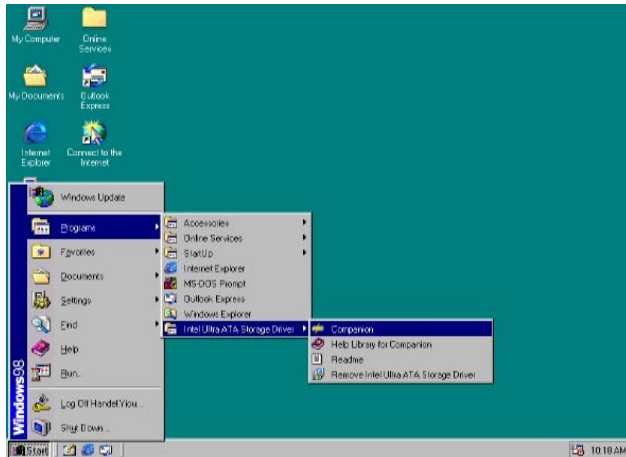 My Computer
Online
Services
My Documents
Outlook
Express
Internet
Explorer
Connect to the
Internet
Windows Update
Programs
Favorites
Documents
Settings
Find
Help
Run...
Log Off Handel Yiou...
Shut Down...
Windows98
Accessories
Online Services
StartUp
Internet Explorer
MS-DOS Prompt
Outlook Express
Windows Explorer
Intel Ultra ATA Storage Driver
Companion
Help Library for Companion
Readme
Remove Intel Ultra ATA Storage Driver
Start
10:18 AM